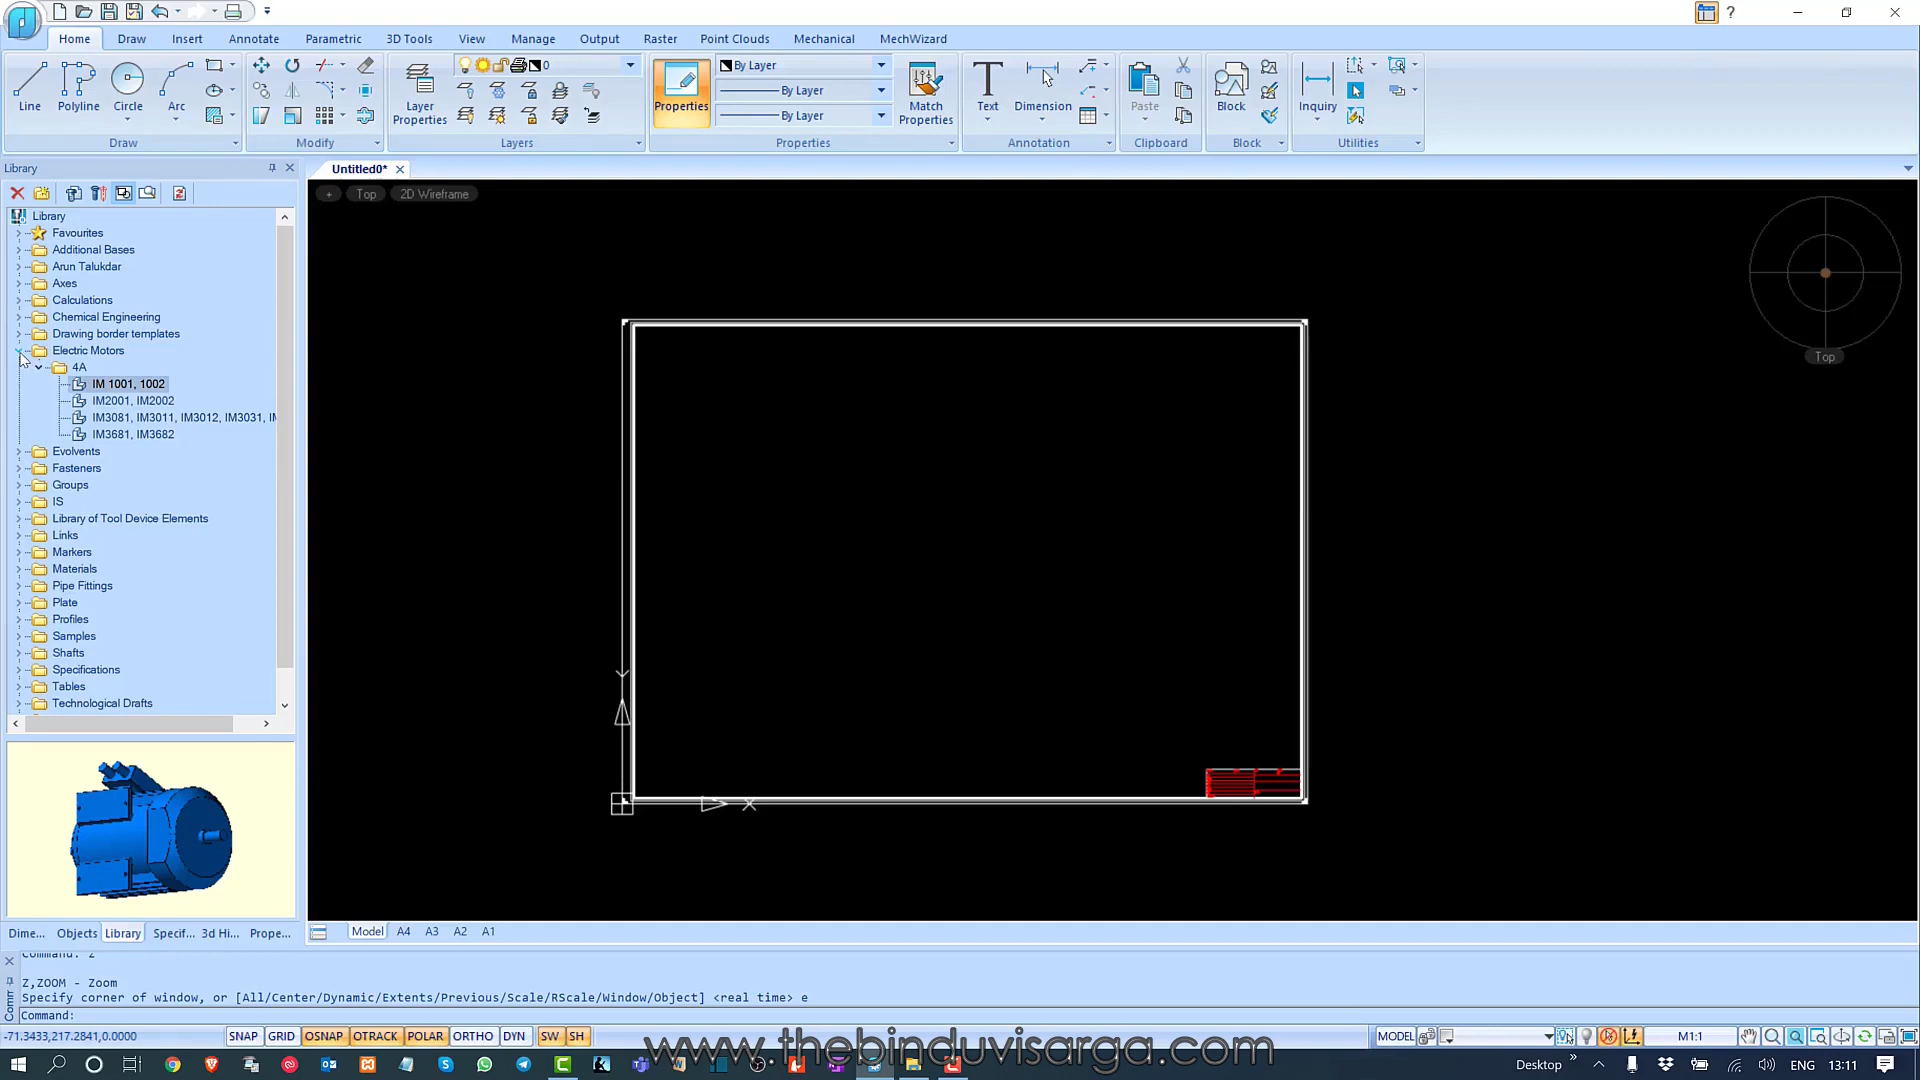 Home Draw Insert Annotate Parametric 3D Tools View Manage Output Raster Point Clouds Mechanical MechWizard
?
Line Polyline Circle Arc
Layer Properties
0
Properties
By Layer
By Layer
By Layer
Match Properties
Text Dimension
Paste
Block
Inquiry
Draw Modify Layers Properties Annotation Clipboard Block Utilities
Library
Untitled0*
+ Top 2D Wireframe
Library
Favourites
Additional Bases
Arun Talukdar
Axes
Calculations
Chemical Engineering
Drawing border templates
Electric Motors
4A
IM 1001, 1002
IM2001, IM2002
IM3081, IM3011, IM3012, IM3031, IM
IM3681, IM3682
Evolvents
Fasteners
Groups
IS
Library of Tool Device Elements
Links
Markers
Materials
Pipe Fittings
Plate
Profiles
Samples
Shafts
Specifications
Tables
Technological Drafts
Top
X
Dime... Objects Library Specif... 3d Hi... Prope...
Model A4 A3 A2 A1
Command: z
Z,ZOOM - Zoom
Specify corner of window, or [All/Center/Dynamic/Extents/Previous/Scale/RScale/Window/Object] <real time> e
Command:
-71.3433,217.2841,0.0000 SNAP GRID OSNAP OTRACK POLAR ORTHO DYN SW SH MODEL M1:1
www.thebinduvisarga.com
Desktop ENG 13:11